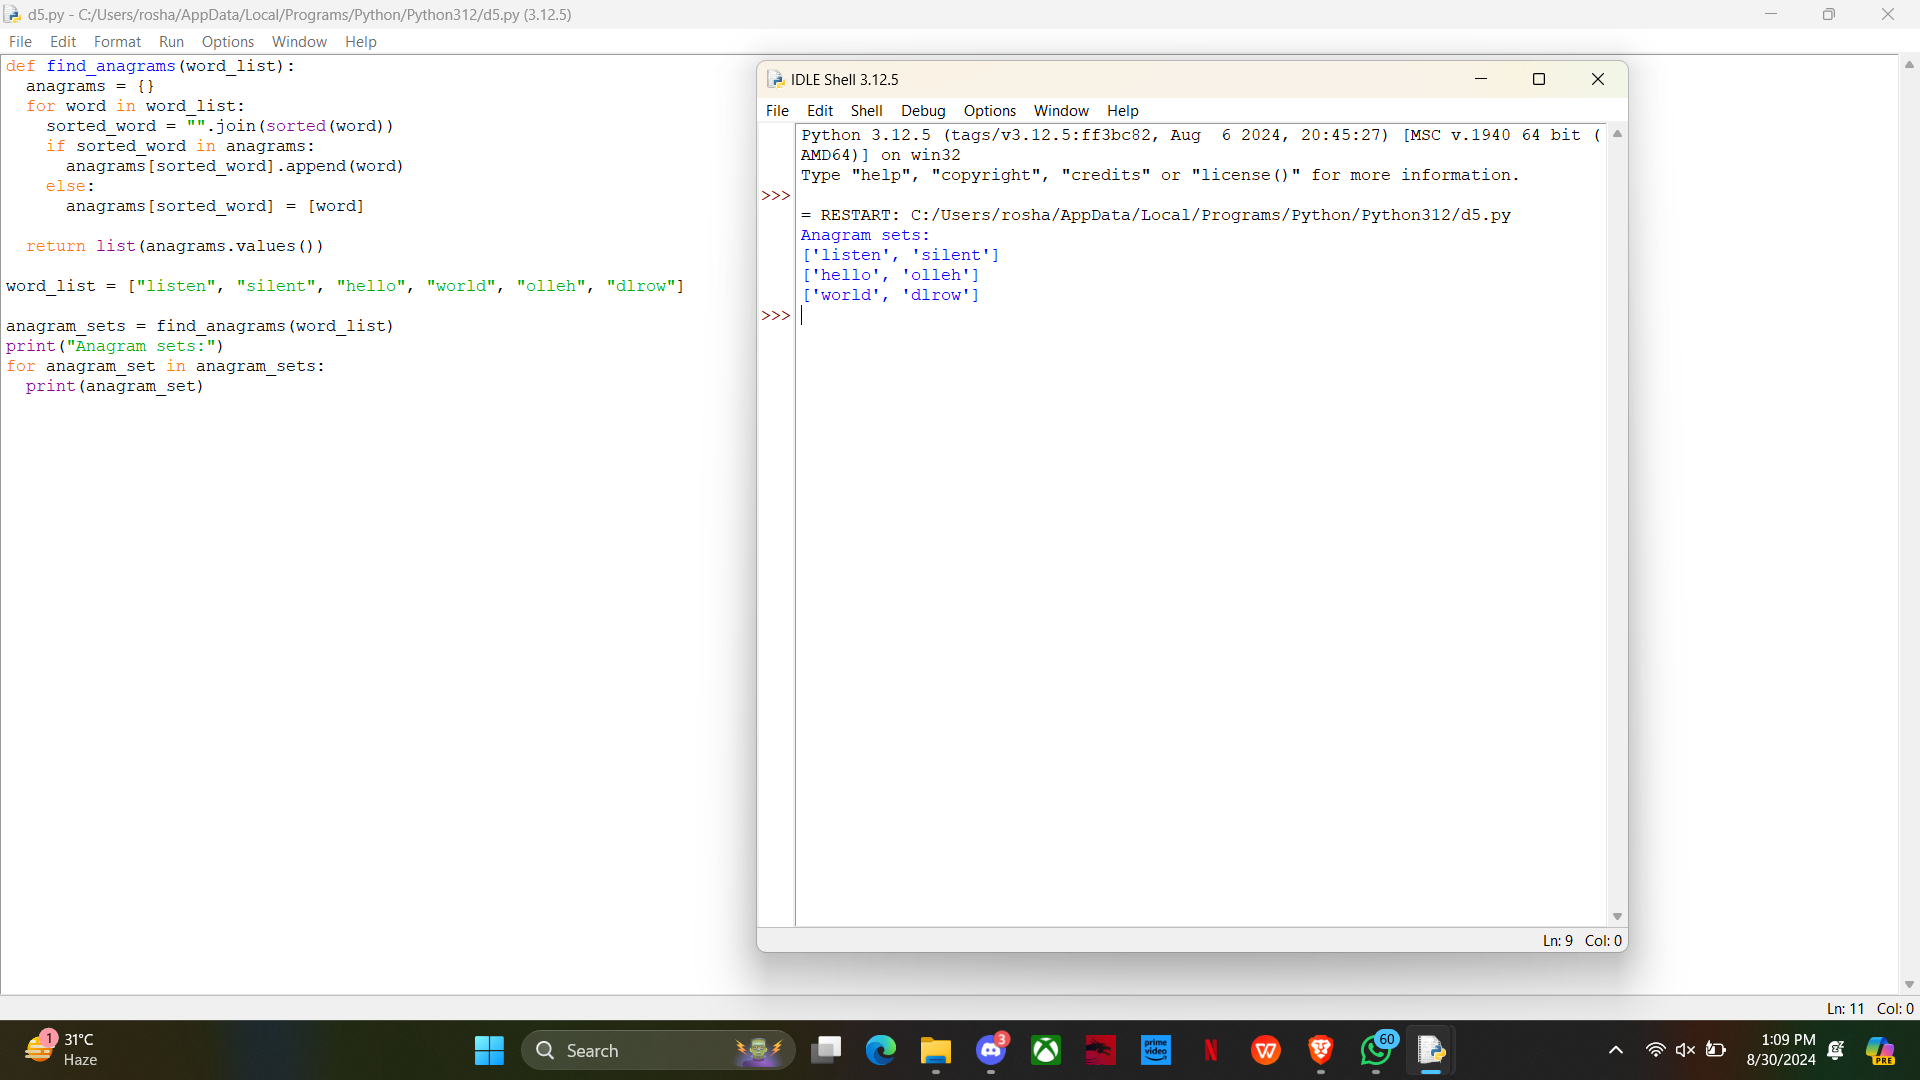 d5.py - C:/Users/rosha/AppData/Local/Programs/Python/Python312/d5.py (3.12.5)
File Edit Format Run Options Window Help
def find_anagrams(word_list):
  anagrams = {}
  for word in word_list:
    sorted_word = "".join(sorted(word))
    if sorted_word in anagrams:
      anagrams[sorted_word].append(word)
    else:
      anagrams[sorted_word] = [word]
  return list(anagrams.values())
word_list = ["listen", "silent", "hello", "world", "olleh", "dlrow"]
anagram_sets = find_anagrams(word_list)
print("Anagram sets:")
for anagram_set in anagram_sets:
  print(anagram_set)
IDLE Shell 3.12.5
File Edit Shell Debug Options Window Help
Python 3.12.5 (tags/v3.12.5:ff3bc82, Aug  6 2024, 20:45:27) [MSC v.1940 64 bit (
AMD64)] on win32
Type "help", "copyright", "credits" or "license()" for more information.
>>>
= RESTART: C:/Users/rosha/AppData/Local/Programs/Python/Python312/d5.py
Anagram sets:
['listen', 'silent']
['hello', 'olleh']
['world', 'dlrow']
>>>
Ln: 9 Col: 0
Ln: 11 Col: 0
1
31°C
Haze
Search
3
prime video
N
W
60
1:09 PM
8/30/2024
PRE